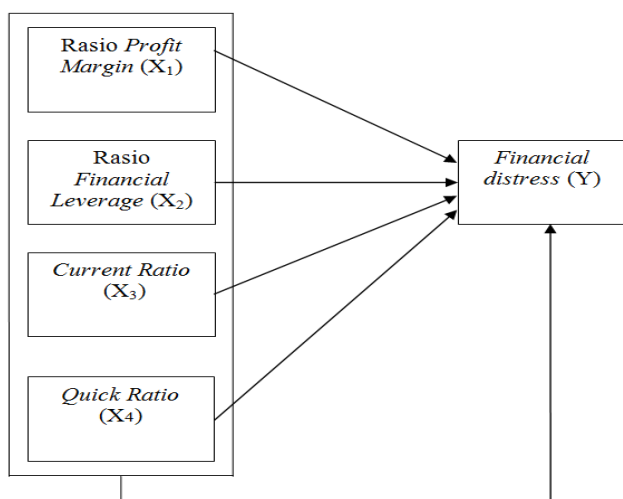 Rasio Profit
Margin (X₁)
Rasio
Financial
Leverage (X₂)
Current Ratio
(X₃)
Quick Ratio
(X₄)
Financial
distress (Y)